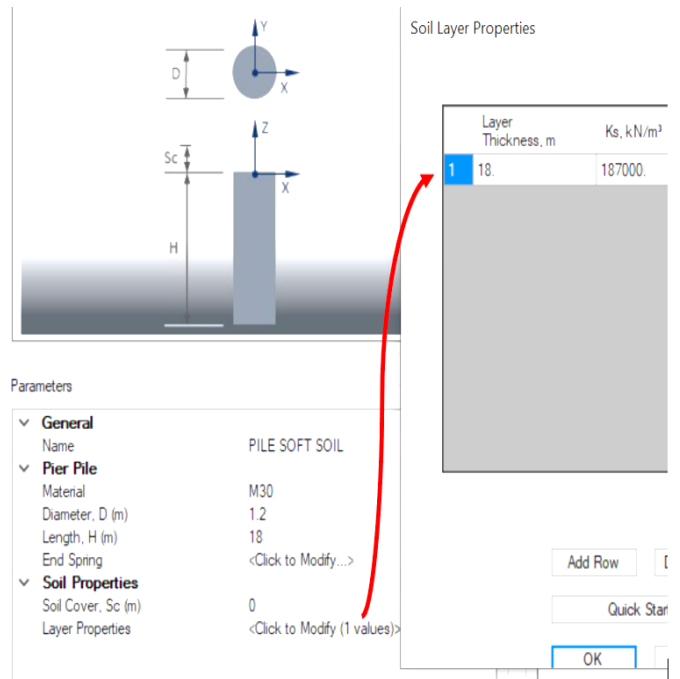 Y
D
X
Z
Sc
X
H
Parameters
General
Name PILE SOFT SOIL
Pier Pile
Material M30
Diameter, D (m) 1.2
Length, H (m) 18
End Spring <Click to Modify...>
Soil Properties
Soil Cover, Sc (m) 0
Layer Properties <Click to Modify (1 values)>
Soil Layer Properties
Layer
Thickness, m Ks, kN/m³
1 18. 187000.
Add Row D
Quick Star
OK